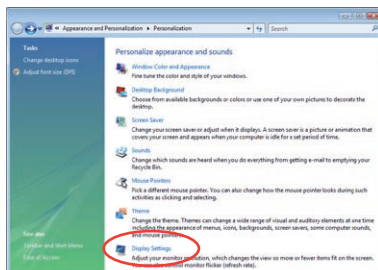 Appearance and Personalization ▸ Personalization
Search
Tasks
Change desktop icons
Adjust font size (DPI)
See also
Taskbar and Start Menu
Ease of Access
Personalize appearance and sounds
Window Color and Appearance
Fine tune the color and style of your windows.
Desktop Background
Choose from available backgrounds or colors or use one of your own pictures to decorate the
desktop.
Screen Saver
Change your screen saver or adjust when it displays. A screen saver is a picture or animation that
covers your screen and appears when your computer is idle for a set period of time.
Sounds
Change which sounds are heard when you do everything from getting e-mail to emptying your
Recycle Bin.
Mouse Pointers
Pick a different mouse pointer. You can also change how the mouse pointer looks during such
activities as clicking and selecting.
Theme
Change the theme. Themes can change a wide range of visual and auditory elements at one time
including the appearance of menus, icons, backgrounds, screen savers, some computer sounds,
and mouse pointers.
Display Settings
Adjust your monitor resolution, which changes the view so more or fewer items fit on the screen.
You can also control monitor flicker (refresh rate).